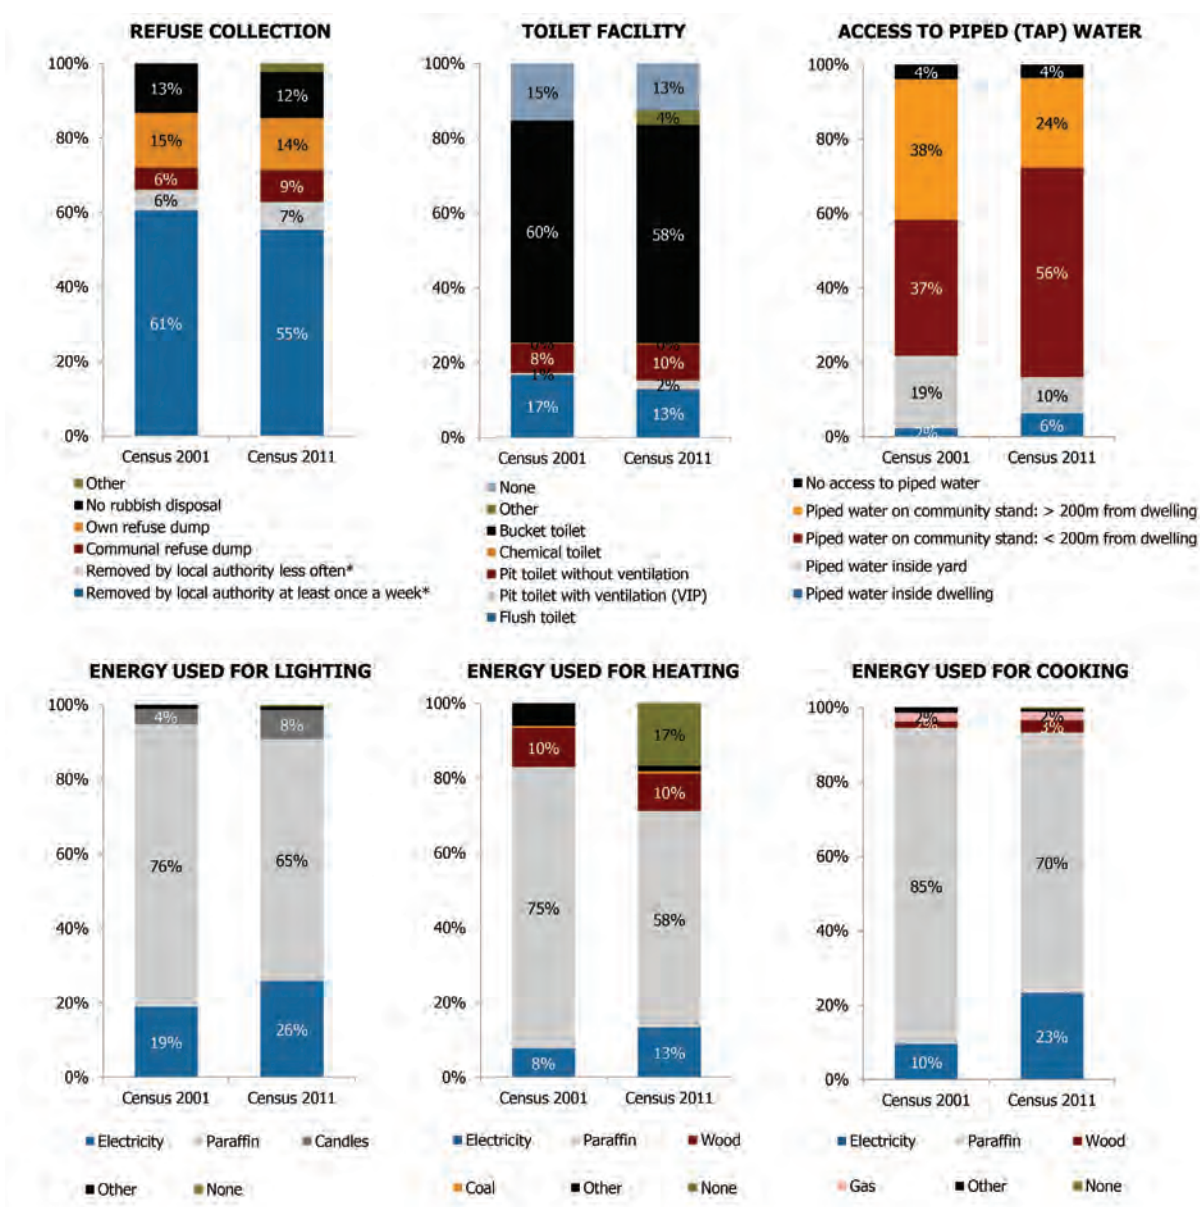 REFUSE COLLECTION
100%
80%
60%
40%
20%
0%
13%
15%
6%
6%
61%
12%
14%
9%
7%
55%
Census 2001
Census 2011
Other
No rubbish disposal
Own refuse dump
Communal refuse dump
Removed by local authority less often*
Removed by local authority at least once a week*
TOILET FACILITY
100%
80%
60%
40%
20%
0%
15%
60%
0%
8%
1%
17%
13%
4%
58%
0%
10%
2%
13%
Census 2001
Census 2011
None
Other
Bucket toilet
Chemical toilet
Pit toilet without ventilation
Pit toilet with ventilation (VIP)
Flush toilet
ACCESS TO PIPED (TAP) WATER
100%
80%
60%
40%
20%
0%
4%
38%
37%
19%
2%
4%
24%
56%
10%
6%
Census 2001
Census 2011
No access to piped water
Piped water on community stand: > 200m from dwelling
Piped water on community stand: < 200m from dwelling
Piped water inside yard
Piped water inside dwelling
ENERGY USED FOR LIGHTING
100%
80%
60%
40%
20%
0%
4%
76%
19%
8%
65%
26%
Census 2001
Census 2011
Electricity
Paraffin
Candles
Other
None
ENERGY USED FOR HEATING
100%
80%
60%
40%
20%
0%
10%
75%
8%
17%
10%
58%
13%
Census 2001
Census 2011
Electricity
Paraffin
Wood
Coal
Other
None
ENERGY USED FOR COOKING
100%
80%
60%
40%
20%
0%
2%
85%
10%
2%
3%
70%
23%
Census 2001
Census 2011
Electricity
Paraffin
Wood
Gas
Other
None